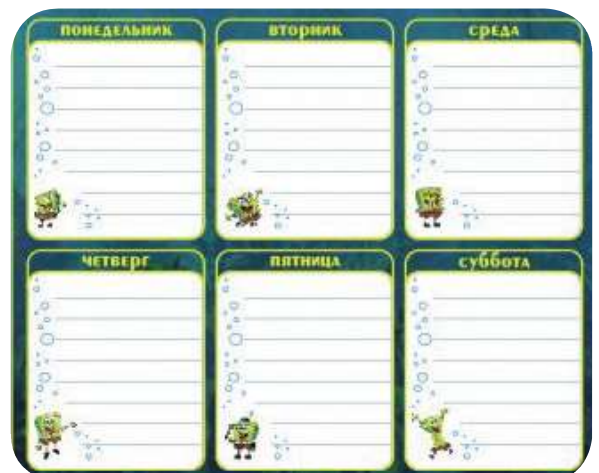 ПОНЕДЕЛЬНИК
ВТОРНИК
СРЕДА
ЧЕТВЕРГ
ПЯТНИЦА
СУББОТА